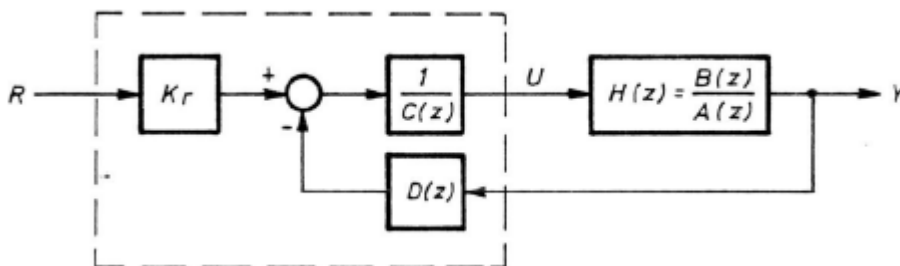 R
Kr
+
-
1
C(z)
U
H(z) = B(z)
A(z)
Y
D(z)